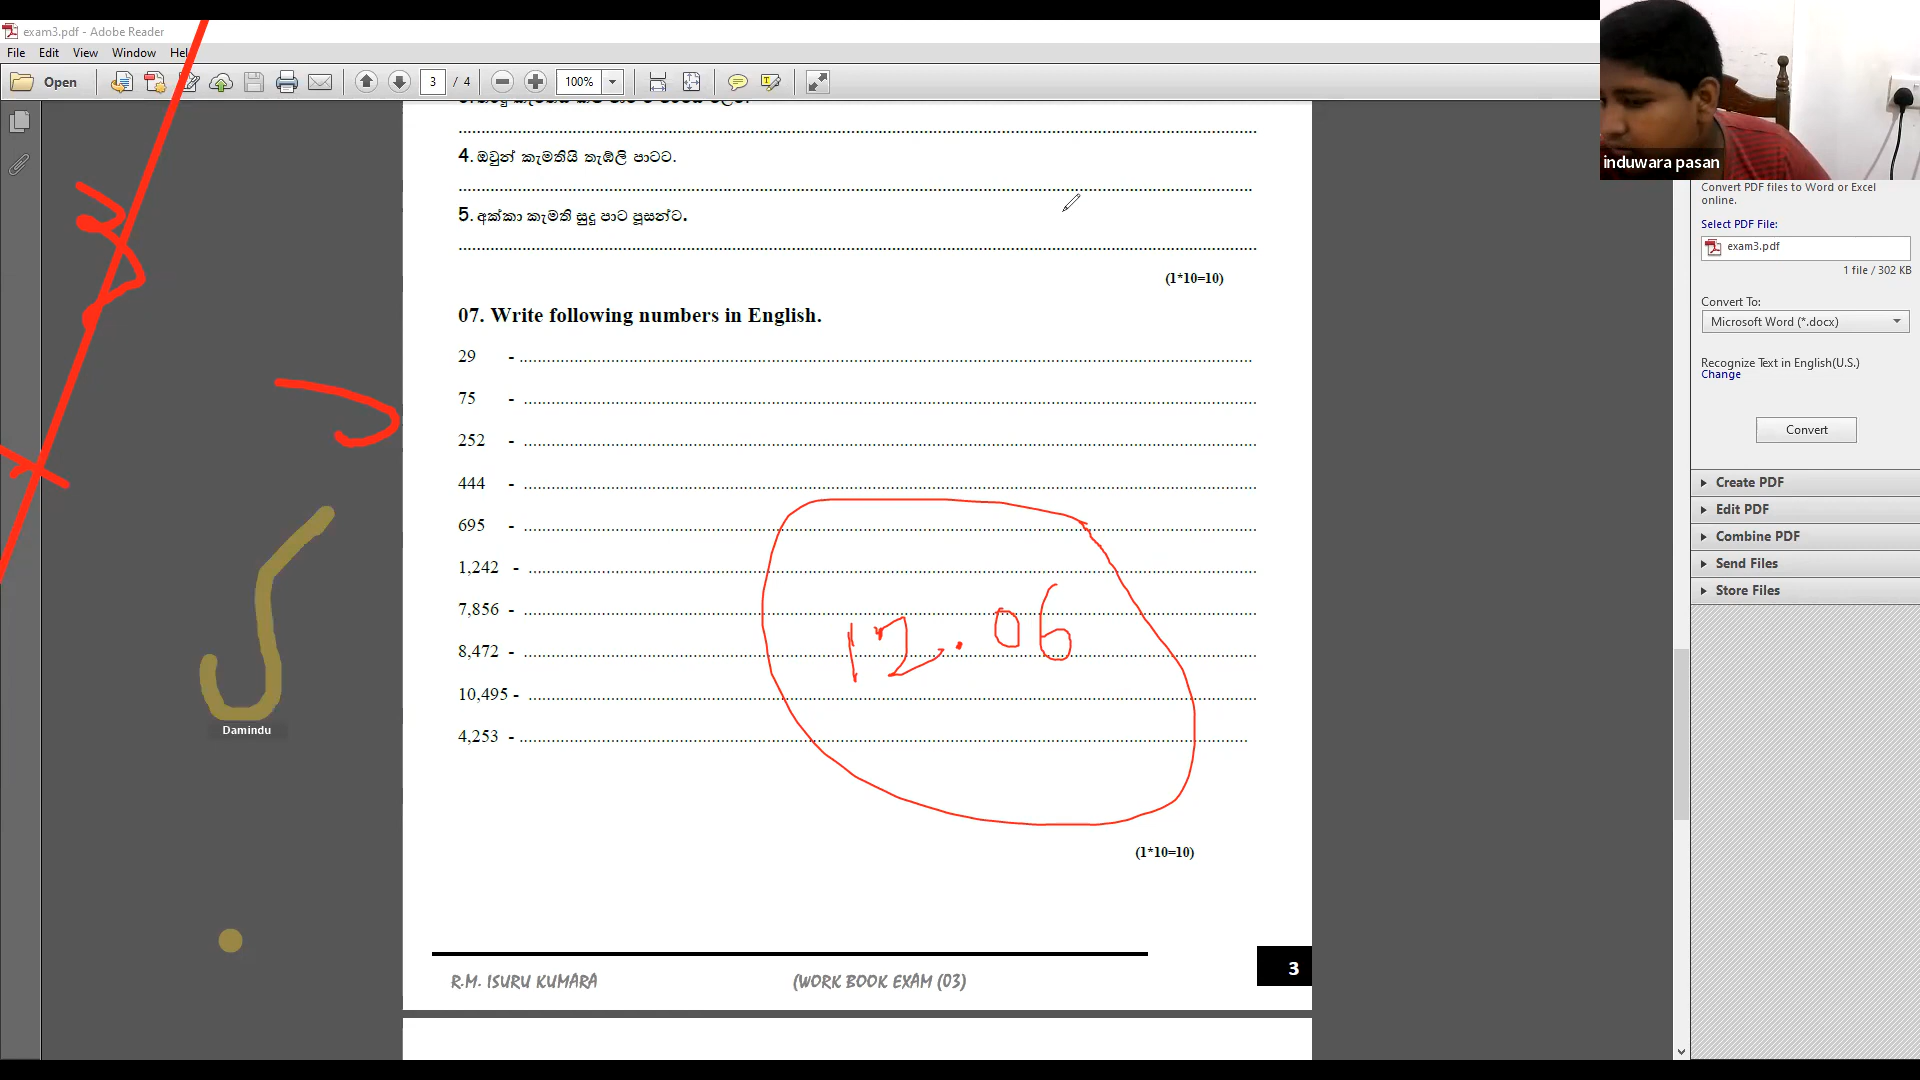 exam3.pdf - Adobe Reader
File Edit View Window Help
Open 3 / 4 100%
induwara pasan
4. ඔවුන් කැමතියි තැඹිලි පාටට.
5. අක්කා කැමති සුදු පාට පූසන්ට.
(1*10=10)
07. Write following numbers in English.
29 -
75 -
252 -
444 -
695 -
1,242 -
7,856 -
8,472 -
10,495 -
4,253 -
12.06
(1*10=10)
R.M. ISURU KUMARA (WORK BOOK EXAM (03) 3
Damindu
Convert PDF files to Word or Excel
online.
Select PDF File:
exam3.pdf
1 file / 302 KB
Convert To:
Microsoft Word (*.docx)
Recognize Text in English(U.S.)
Change
Convert
Create PDF
Edit PDF
Combine PDF
Send Files
Store Files